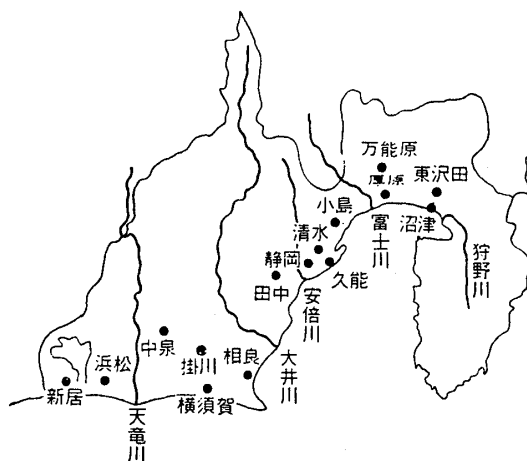 万能原
厚原
東沢田
小島
清水
静岡
田中
久能
安倍川
富士川
沼津
狩野川
中泉
掛川
相良
大井川
浜松
新居
横須賀
天竜川